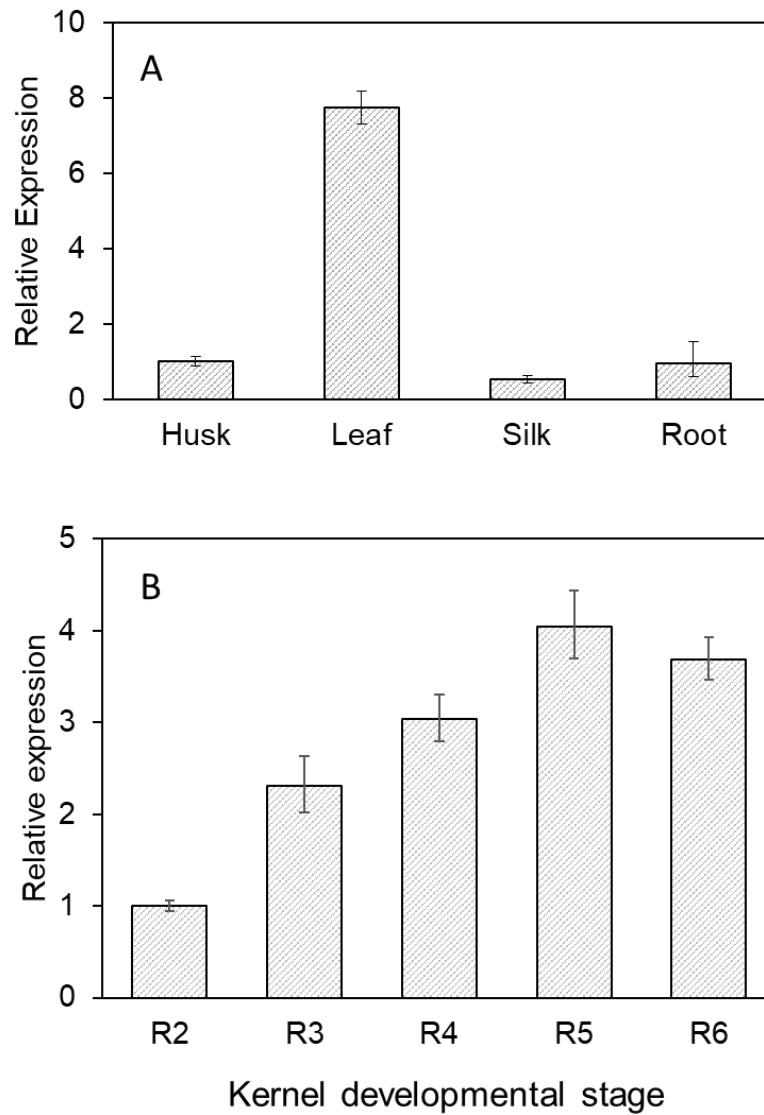 A
Relative Expression
10
8
6
4
2
0
Husk Leaf Silk Root
B
Relative expression
5
4
3
2
1
0
R2 R3 R4 R5 R6
Kernel developmental stage